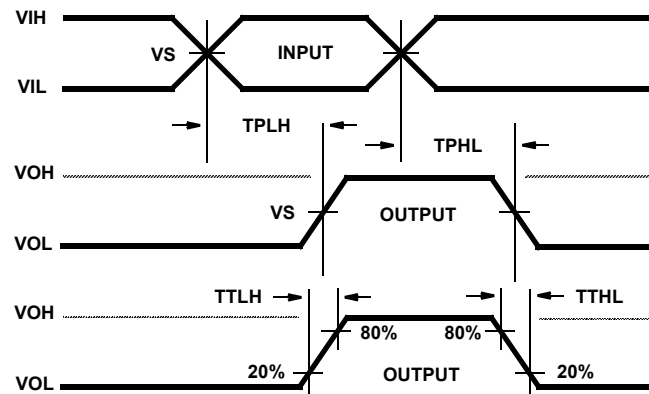 VIH
VS INPUT
VIL
TPLH
TPHL
VOH
VS OUTPUT
VOL
TTLH TTHL
VOH
80% 80%
20% 20%
VOL OUTPUT